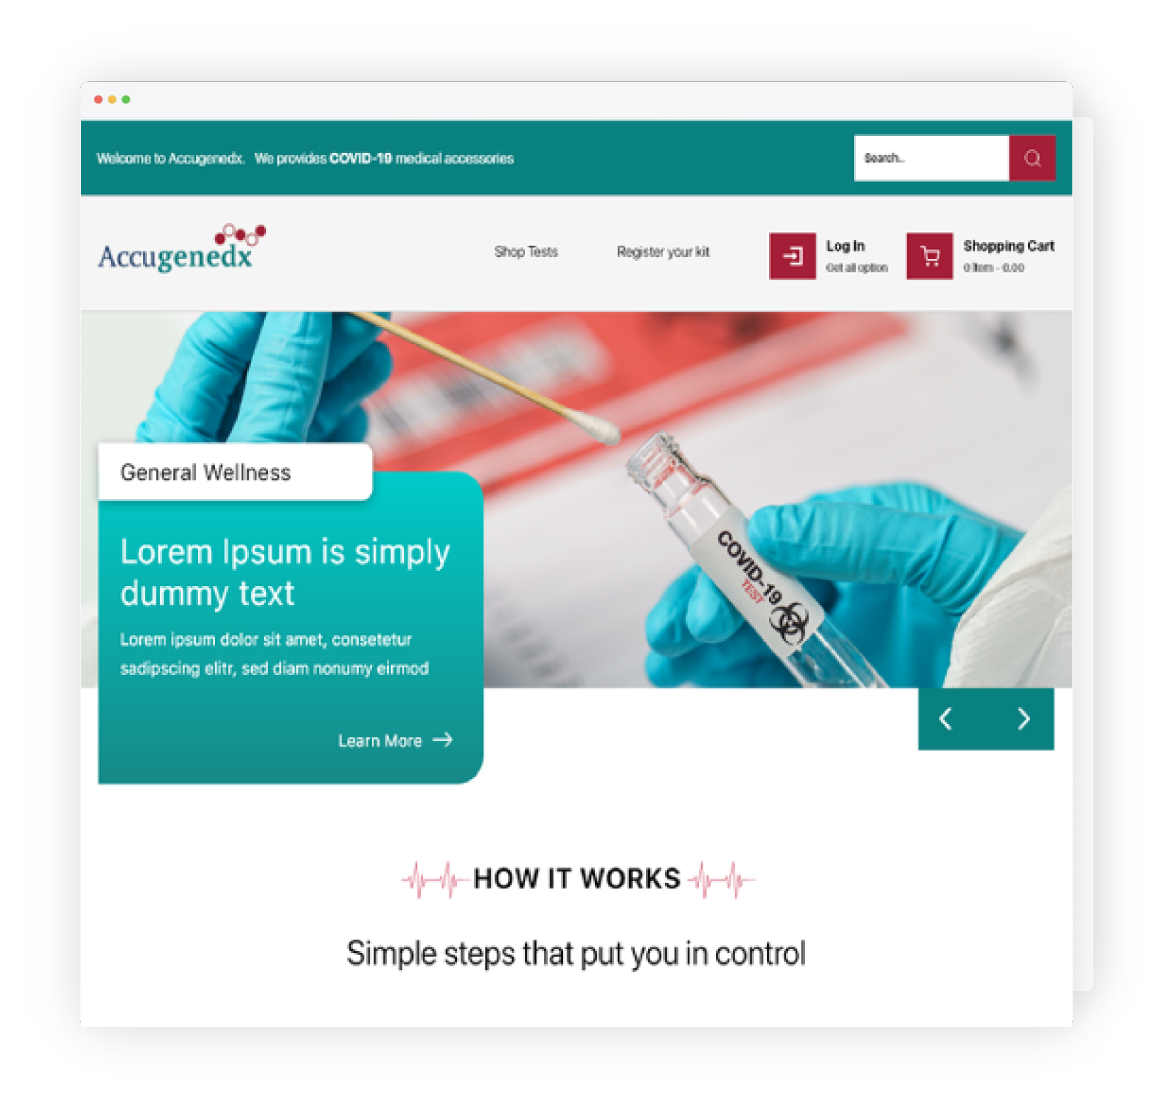 Welcome to Accugenedx. We provides COVID-19 medical accessories
Search..
Accugenedx
Shop Tests
Register your kit
Log In
Get all option
Shopping Cart
0 Item - 0.00
General Wellness
COVID-19
TEST
Lorem Ipsum is simply
dummy text
Lorem ipsum dolor sit amet, consetetur
sadipscing elitr, sed diam nonumy eirmod
Learn More
HOW IT WORKS
Simple steps that put you in control